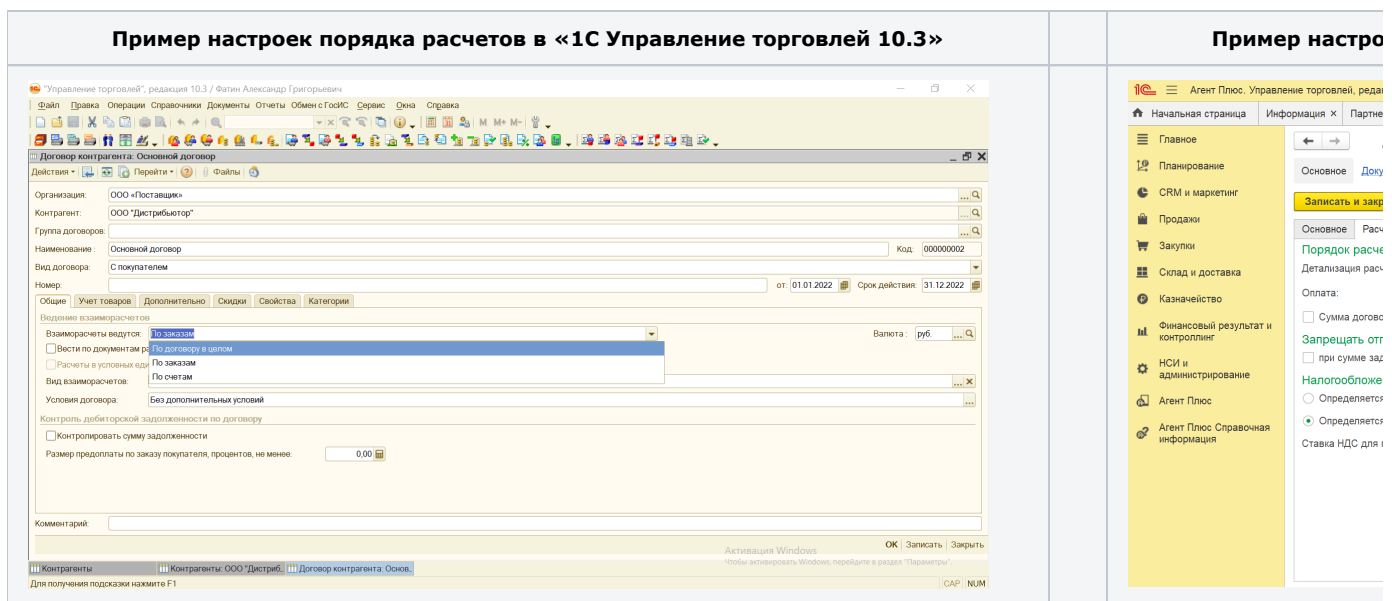 Пример настроек порядка расчетов в «1С Управление торговлей 10.3»
"Управление торговлей", редакция 10.3 / Фатин Александр Григорьевич
Файл Правка Операции Справочники Документы Отчеты Обмен с ГосИС Сервис Окна Справка
M M+ M-
Договор контрагента: Основной договор
Действия Перейти Файлы
Организация: ООО «Поставщик»
Контрагент: ООО "Дистрибьютор"
Группа договоров:
Наименование : Основной договор Код: 000000002
Вид договора: С покупателем
Номер: от: 01.01.2022 Срок действия: 31.12.2022
Общие Учет товаров Дополнительно Скидки Свойства Категории
Ведение взаиморасчетов
Взаиморасчеты ведутся: По заказам Валюта : руб.
Вести по документам р
По договору в целом
Расчеты в условных еди
По заказам
По счетам
Вид взаиморасчетов:
Условия договора: Без дополнительных условий
Контроль дебиторской задолженности по договору
Контролировать сумму задолженности
Размер предоплаты по заказу покупателя, процентов, не менее: 0,00
Комментарий:
OK Записать Закрыть
Активация Windows
Чтобы активировать Windows, перейдите в раздел "Параметры".
Контрагенты Контрагенты: ООО "Дистриб.. Договор контрагента: Основ..
Для получения подсказки нажмите F1 CAP NUM
Пример настро
Агент Плюс. Управление торговлей, реда
Начальная страница Информация × Партне
Главное
Планирование
CRM и маркетинг
Продажи
Закупки
Склад и доставка
Казначейство
Финансовый результат и
контроллинг
НСИ и
администрирование
Агент Плюс
Агент Плюс Справочная
информация
Основное Доку
Записать и закр
Основное Расч
Порядок расче
Детализация расч
Оплата:
Сумма догово
Запрещать отг
при сумме зад
Налогообложе
Определяется
Определяется
Ставка НДС для п